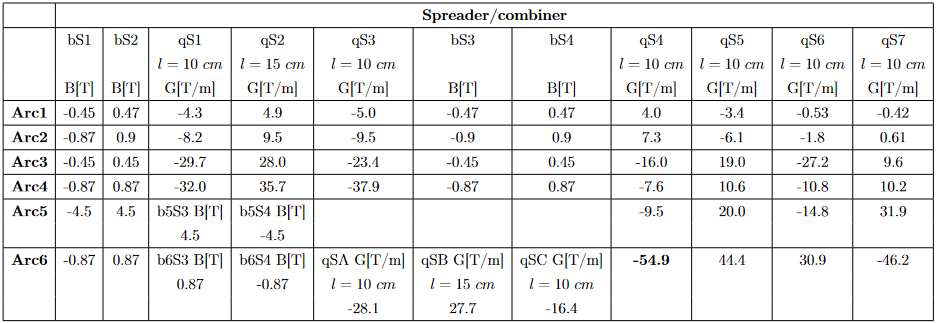 Spreader/combiner
bS1 bS2 qS1 qS2 qS3 bS3 bS4 qS4 qS5 qS6 qS7
l = 10 cm l = 15 cm l = 10 cm l = 10 cm l = 10 cm l = 10 cm l = 10 cm
B[T] B[T] G[T/m] G[T/m] G[T/m] B[T] B[T] G[T/m] G[T/m] G[T/m] G[T/m]
Arc1 -0.45 0.47 -4.3 4.9 -5.0 -0.47 0.47 4.0 -3.4 -0.53 -0.42
Arc2 -0.87 0.9 -8.2 9.5 -9.5 -0.9 0.9 7.3 -6.1 -1.8 0.61
Arc3 -0.45 0.45 -29.7 28.0 -23.4 -0.45 0.45 -16.0 19.0 -27.2 9.6
Arc4 -0.87 0.87 -32.0 35.7 -37.9 -0.87 0.87 -7.6 10.6 -10.8 10.2
Arc5 -4.5 4.5 b5S3 B[T] b5S4 B[T] -9.5 20.0 -14.8 31.9
4.5 -4.5
Arc6 -0.87 0.87 b6S3 B[T] b6S4 B[T] qSA G[T/m] qSB G[T/m] qSC G[T/m] -54.9 44.4 30.9 -46.2
0.87 -0.87 l = 10 cm l = 15 cm l = 10 cm
-28.1 27.7 -16.4